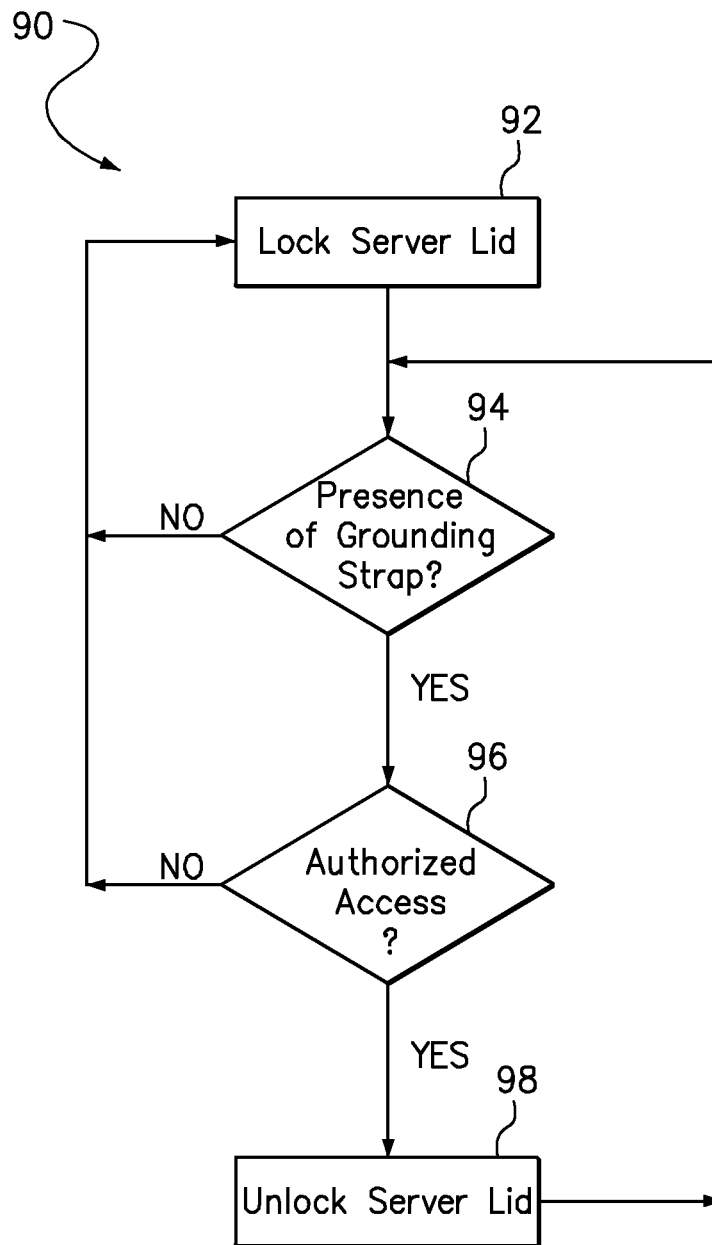 90
92
Lock Server Lid
94
Presence
of Grounding
Strap?
NO
YES
96
Authorized
Access
?
NO
YES
98
Unlock Server Lid